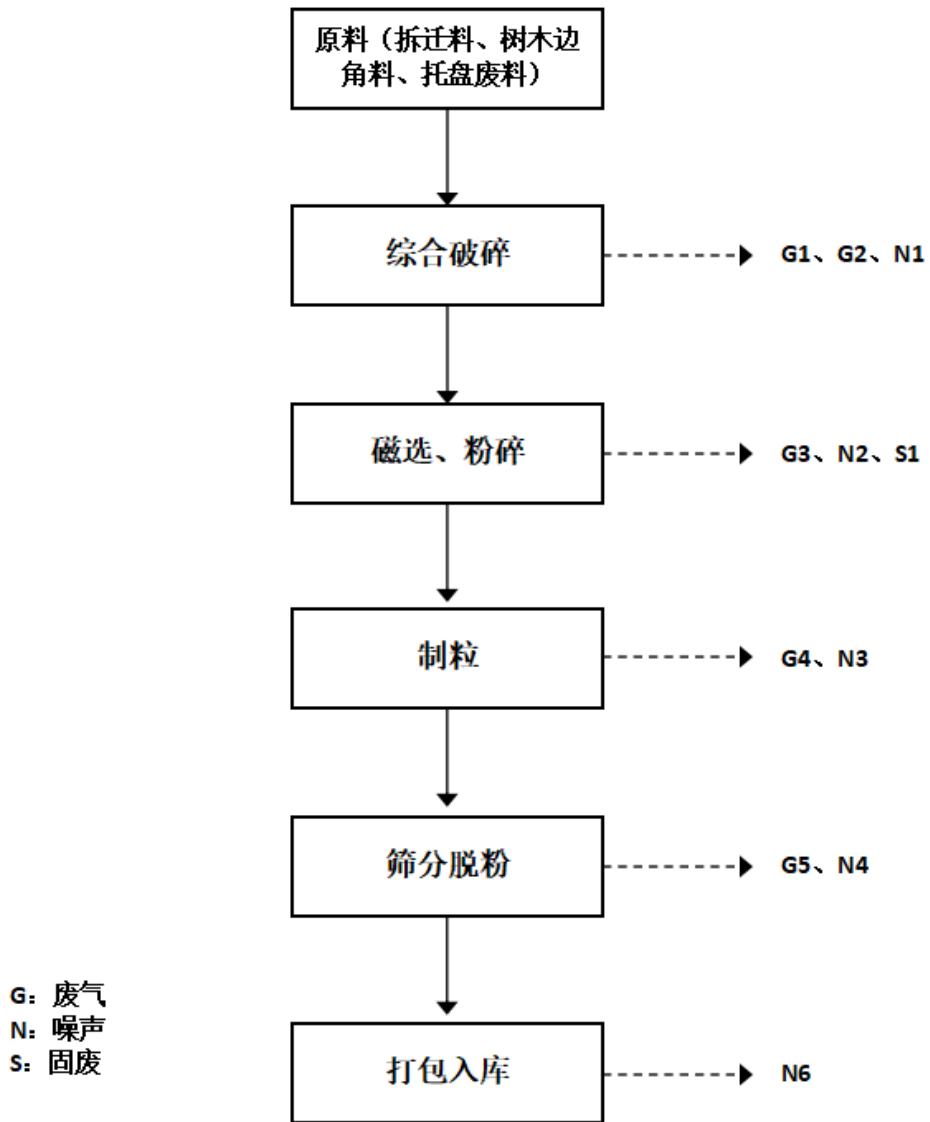 原料（拆迁料、树木边
角料、托盘废料）
综合破碎
G1、G2、N1
磁选、粉碎
G3、N2、S1
制粒
G4、N3
筛分脱粉
G5、N4
打包入库
N6
G: 废气
N: 噪声
S: 固废